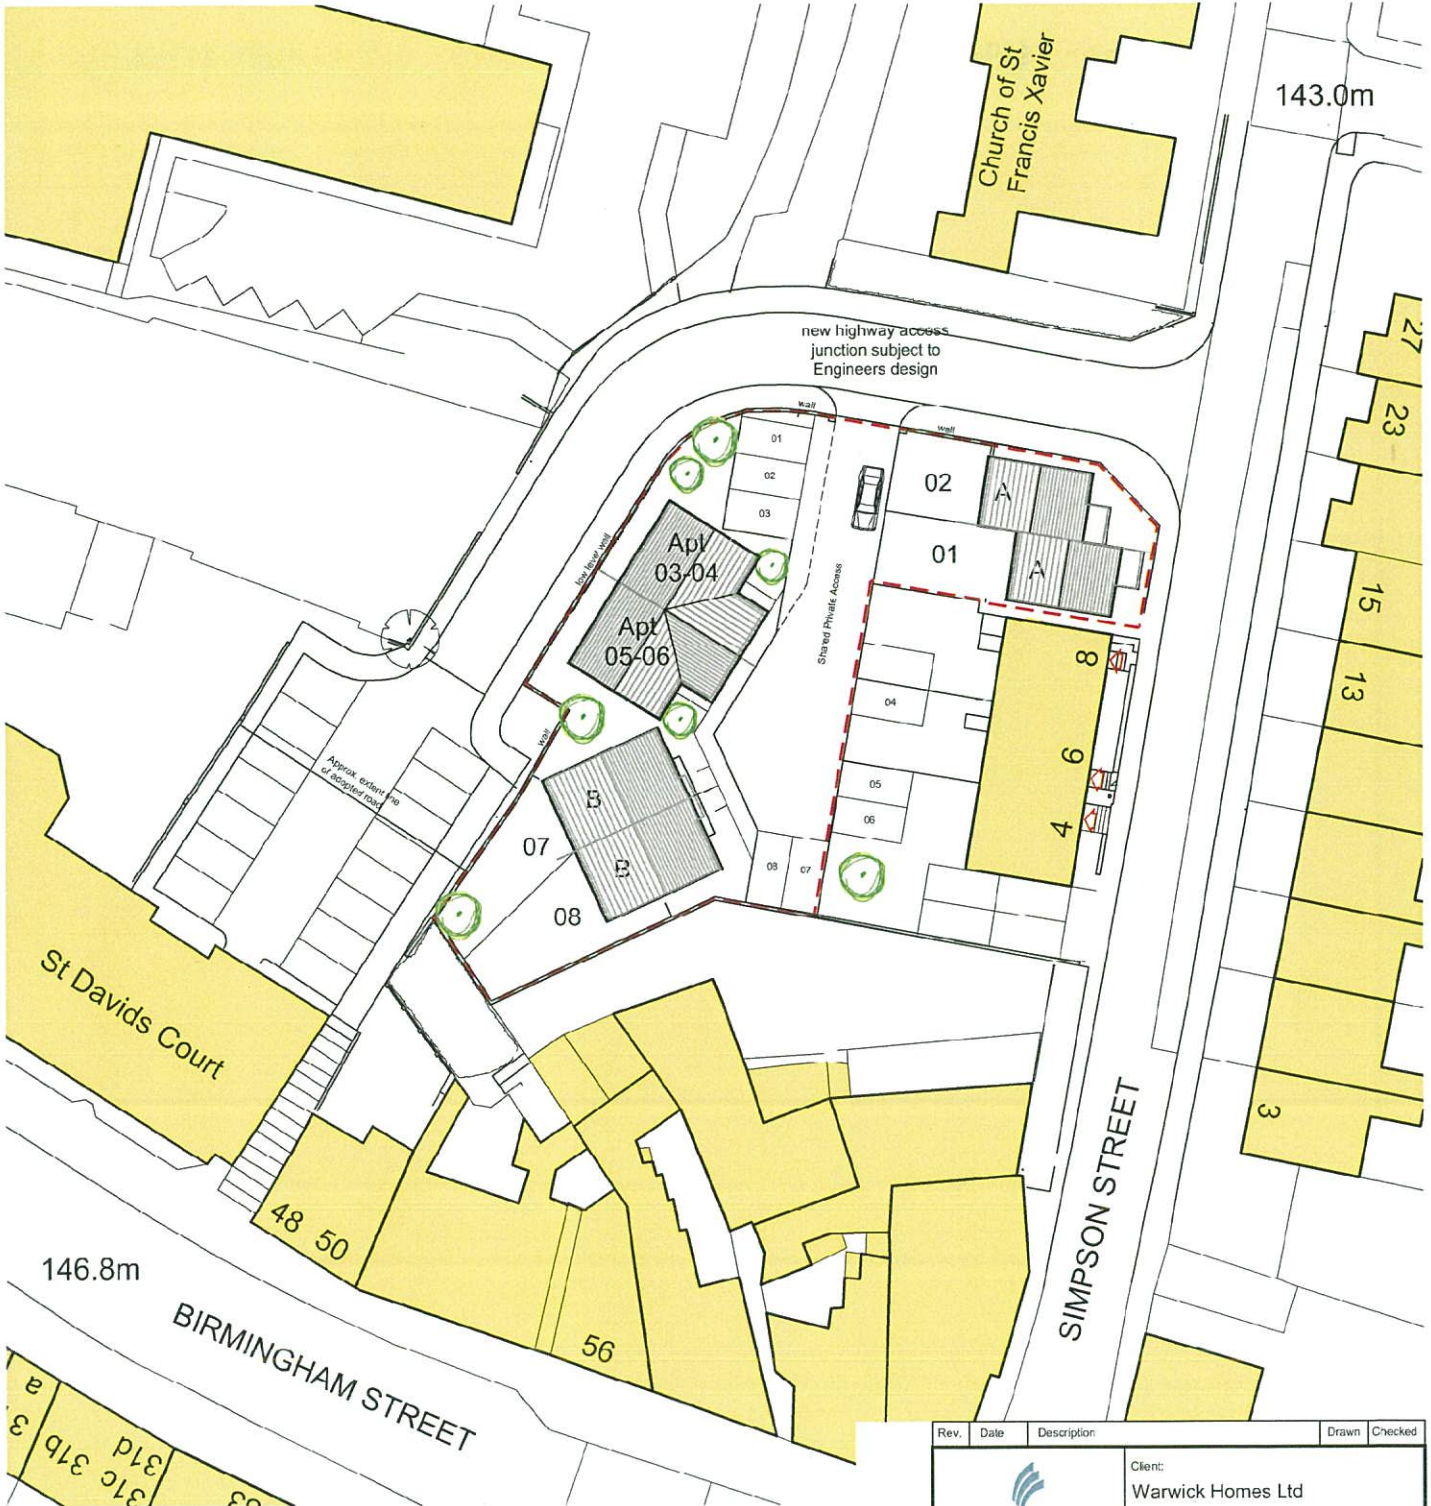 Church of St
Francis Xavier
143.0m
new highway access
junction subject to
Engineers design
27
23
15
13
3
wall
wall
01
02
03
02
A
01
A
Apt
03-04
Apt
05-06
low level wall
Shared Private Access
04
05
06
8
6
4
wall
B
B
07
08
08
07
Approx. extent line
of adopted road
St Davids Court
48 50
56
146.8m
BIRMINGHAM STREET
SIMPSON STREET
a
31b
31c
31d
Rev. Date Description Drawn Checked
Client:
Warwick Homes Ltd